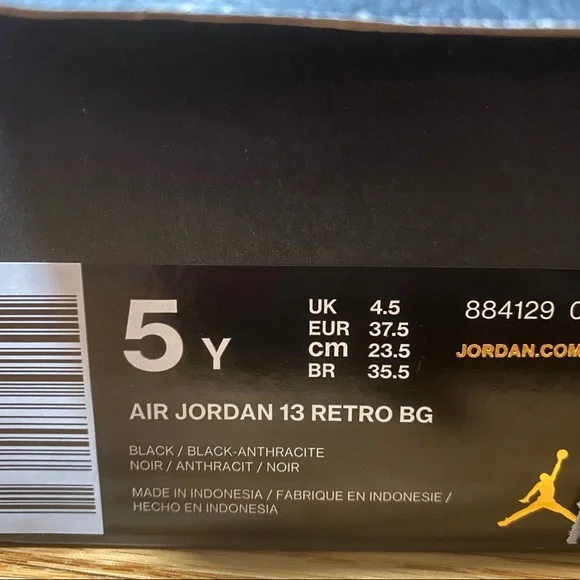 5 Y
UK 4.5
EUR 37.5
cm 23.5
BR 35.5
884129
JORDAN.COM
AIR JORDAN 13 RETRO BG
BLACK / BLACK-ANTHRACITE
NOIR / ANTHRACIT / NOIR
MADE IN INDONESIA / FABRIQUE EN INDONESIE /
HECHO EN INDONESIA